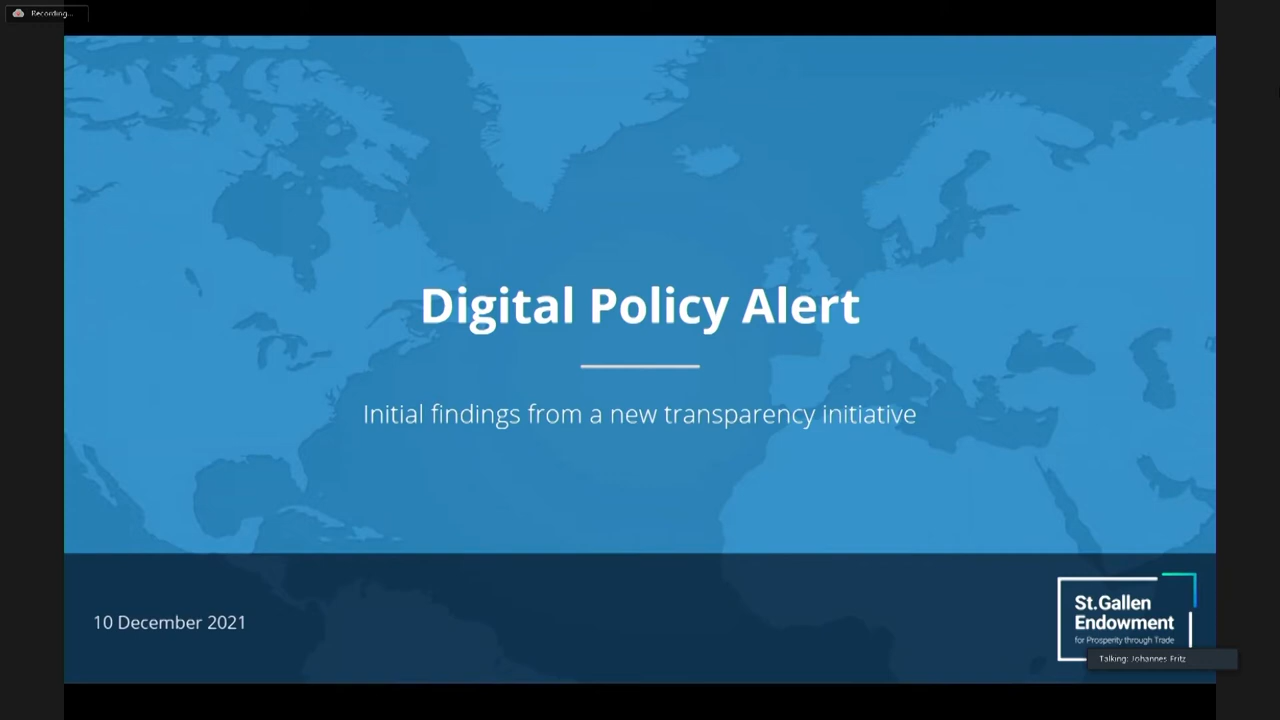 Recording...
Digital Policy Alert
Initial findings from a new transparency initiative
10 December 2021
St.Gallen
Endowment
for Prosperity through Trade
Talking: Johannes Fritz